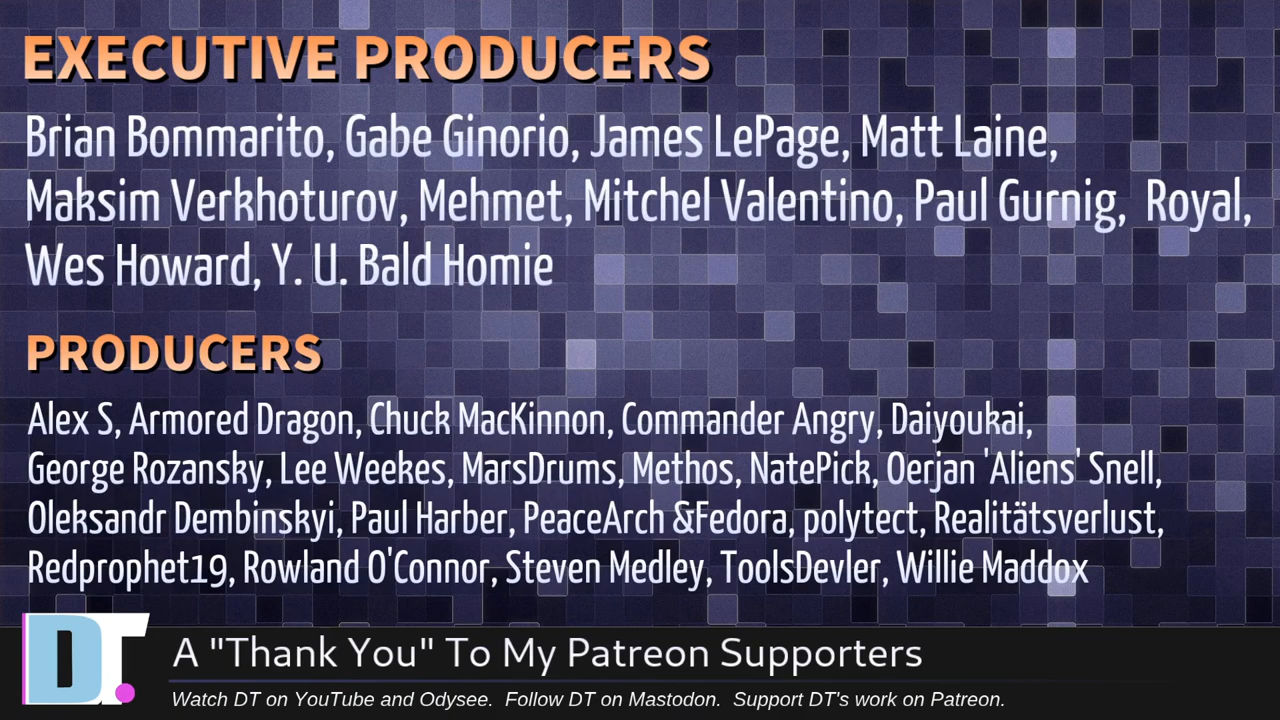 EXECUTIVE PRODUCERS
Brian Bommarito, Gabe Ginorio, James LePage, Matt Laine,
Maksim Verkhoturov, Mehmet, Mitchel Valentino, Paul Gurnig,  Royal,
Wes Howard, Y. U. Bald Homie
PRODUCERS
Alex S, Armored Dragon, Chuck MacKinnon, Commander Angry, Daiyoukai,
George Rozansky, Lee Weekes, MarsDrums, Methos, NatePick, Oerjan 'Aliens' Snell,
Oleksandr Dembinskyi, Paul Harber, PeaceArch &Fedora, polytect, Realitätsverlust,
Redprophet19, Rowland O'Connor, Steven Medley, ToolsDevler, Willie Maddox
DT.
A "Thank You" To My Patreon Supporters
Watch DT on YouTube and Odysee.  Follow DT on Mastodon.  Support DT's work on Patreon.